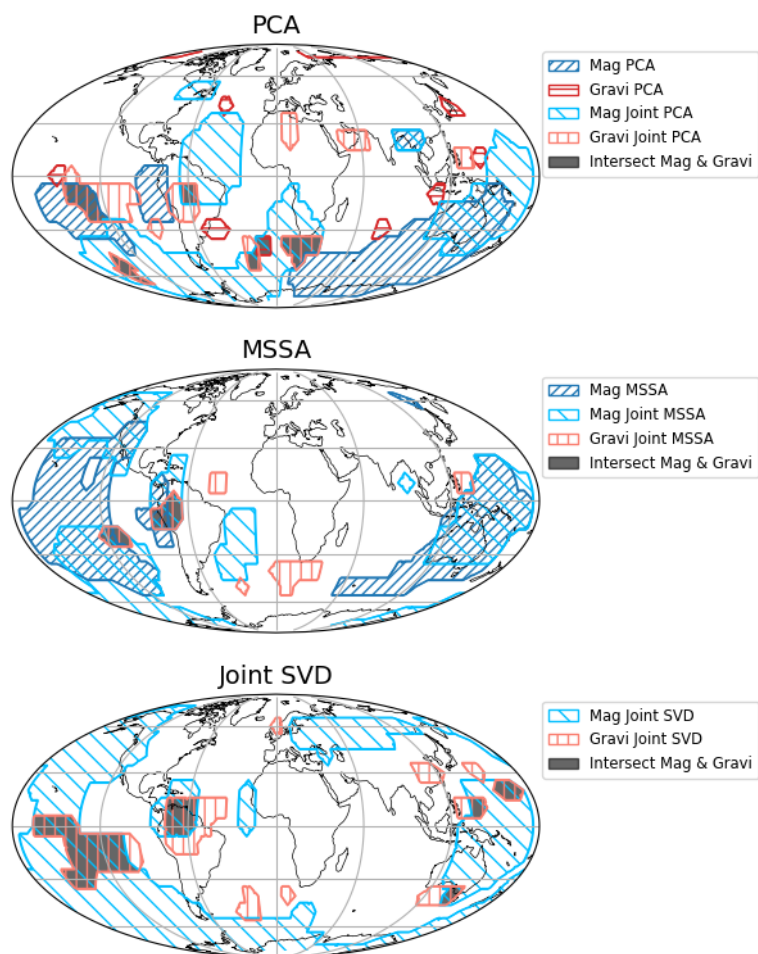 PCA
Mag PCA
Gravi PCA
Mag Joint PCA
Gravi Joint PCA
Intersect Mag & Gravi
MSSA
Mag MSSA
Mag Joint MSSA
Gravi Joint MSSA
Intersect Mag & Gravi
Joint SVD
Mag Joint SVD
Gravi Joint SVD
Intersect Mag & Gravi